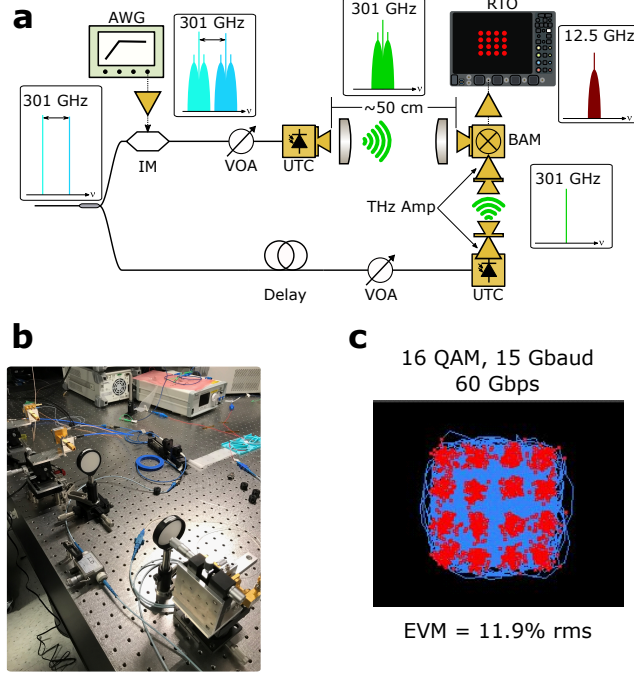 a
AWG
301 GHz
ν
301 GHz
ν
301 GHz
ν
RTO
12.5 GHz
ν
~50 cm
IM
VOA
UTC
BAM
THz Amp
301 GHz
ν
Delay
VOA
UTC
b
c
16 QAM, 15 Gbaud
60 Gbps
EVM = 11.9% rms